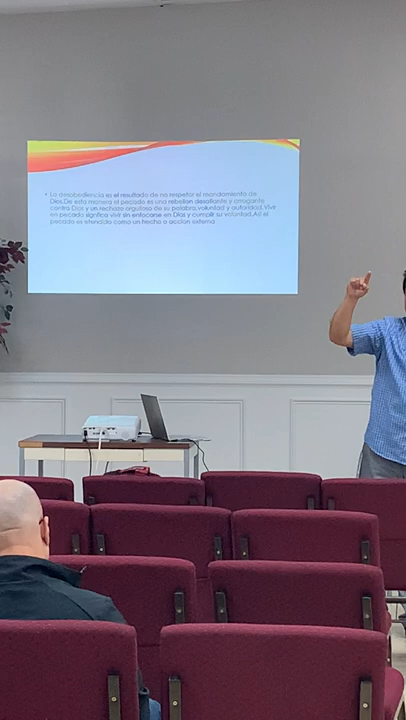 • La desobediencia es el resultado de no respetar el mandamiento de
Dios.De esta manera el pecado es una rebelion desafiante y arrogante
contra Dios y un rechaso orgulloso de su palabra,voluntad y autoridad.Vivir
en pecado significa vivir sin enfocarse en Dios y cumplir su voluntad.Asi el
pecado es entendido como un hecho o accion externa